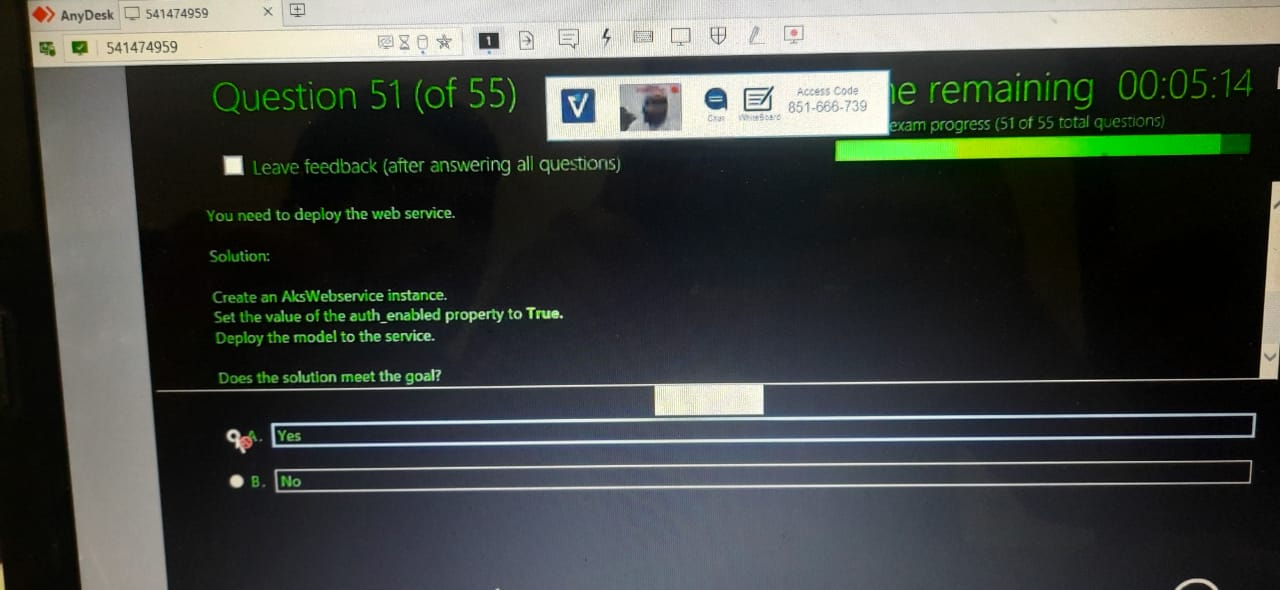 AnyDesk
541474959
541474959
1
Question 51 (of 55)
Access Code
851-666-739
Chat
WhiteBoard
e remaining 00:05:14
exam progress (51 of 55 total questions)
Leave feedback (after answering all questions)
You need to deploy the web service.
Solution:
Create an AksWebservice instance.
Set the value of the auth_enabled property to True.
Deploy the model to the service.
Does the solution meet the goal?
A. Yes
B. No